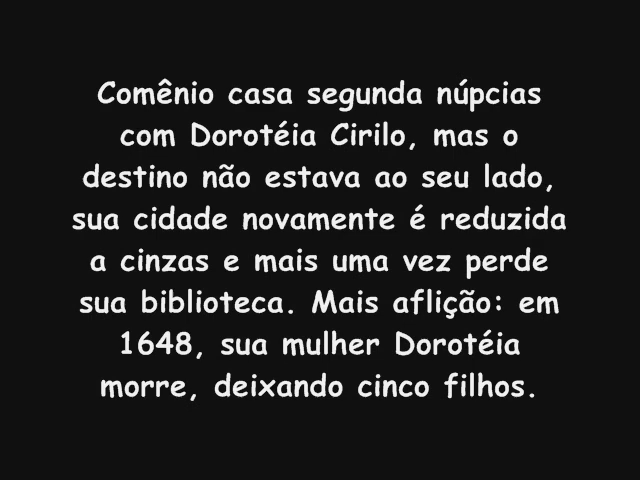 Comênio casa segunda núpcias
com Dorotéia Cirilo, mas o
destino não estava ao seu lado,
sua cidade novamente é reduzida
a cinzas e mais uma vez perde
sua biblioteca. Mais aflição: em
1648, sua mulher Dorotéia
morre, deixando cinco filhos.